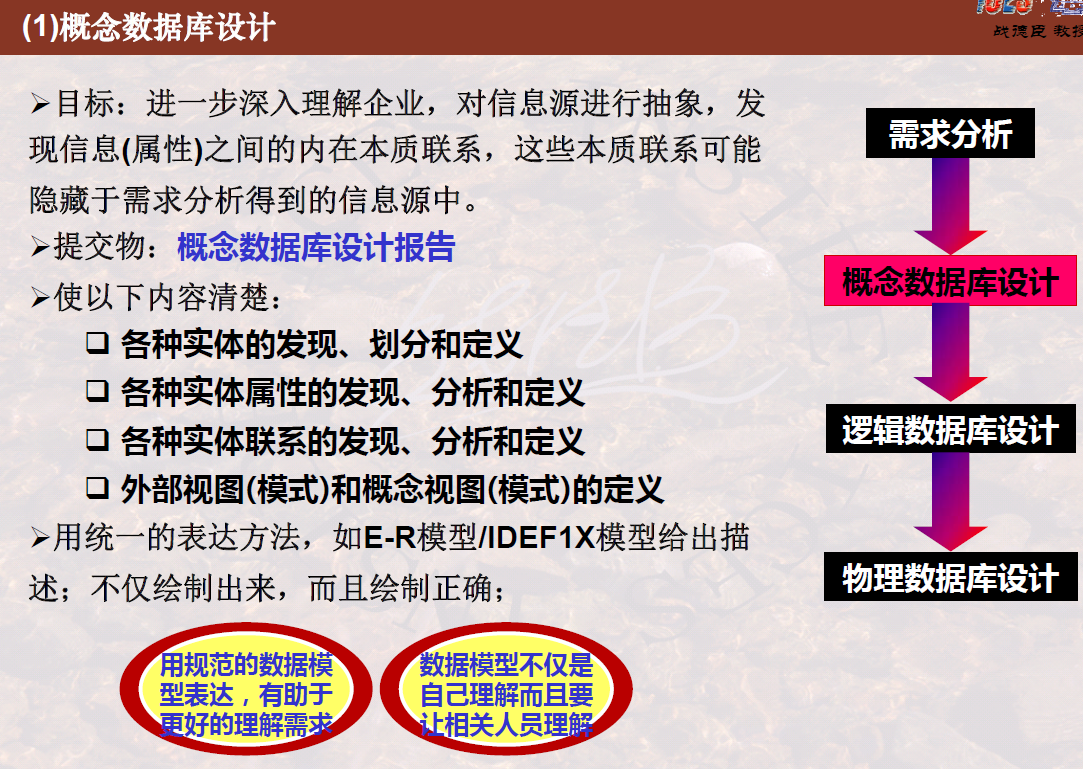 (1)概念数据库设计
战德臣 教授
➢目标：进一步深入理解企业，对信息源进行抽象，发
现信息(属性)之间的内在本质联系，这些本质联系可能
隐藏于需求分析得到的信息源中。
➢提交物：概念数据库设计报告
➢使以下内容清楚：
❑ 各种实体的发现、划分和定义
❑ 各种实体属性的发现、分析和定义
❑ 各种实体联系的发现、分析和定义
❑ 外部视图(模式)和概念视图(模式)的定义
➢用统一的表达方法，如E-R模型/IDEF1X模型给出描
述；不仅绘制出来，而且绘制正确；
用规范的数据模
型表达，有助于
更好的理解需求
数据模型不仅是
自己理解而且要
让相关人员理解
需求分析
概念数据库设计
逻辑数据库设计
物理数据库设计